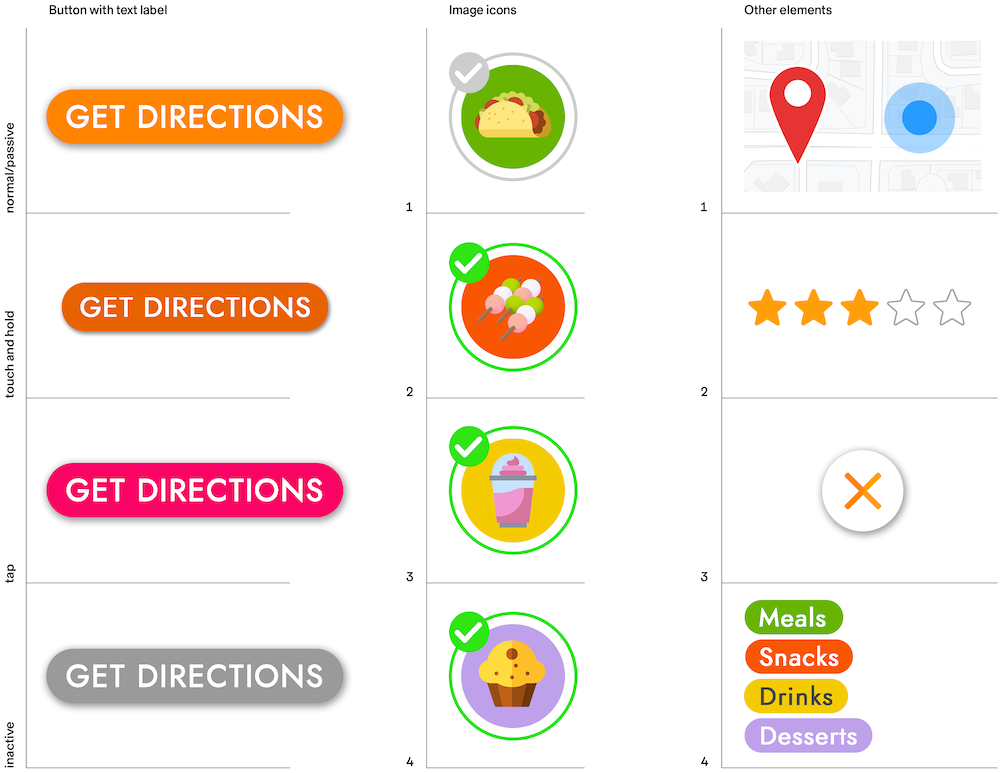 Button with text label
Image icons
Other elements
normal/passive
GET DIRECTIONS
1
1
touch and hold
GET DIRECTIONS
2
2
tap
GET DIRECTIONS
3
3
inactive
GET DIRECTIONS
4
Meals
Snacks
Drinks
Desserts
4